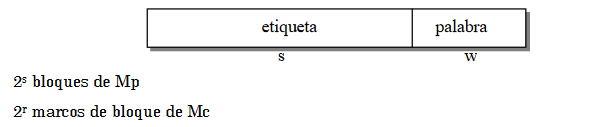 etiqueta palabra
s w
2ˢ bloques de Mp
2ʳ marcos de bloque de Mc